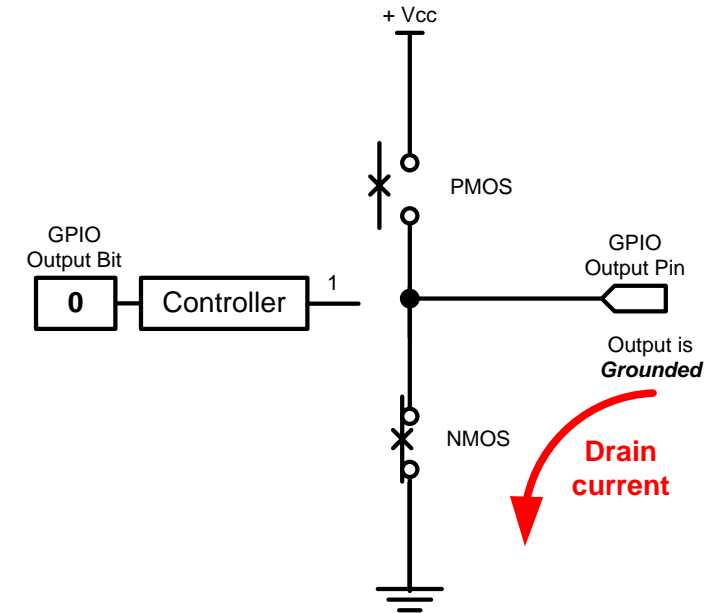 + Vcc
PMOS
GPIO
Output Bit
0
Controller
1
GPIO
Output Pin
Output is
Grounded
NMOS
Drain
current